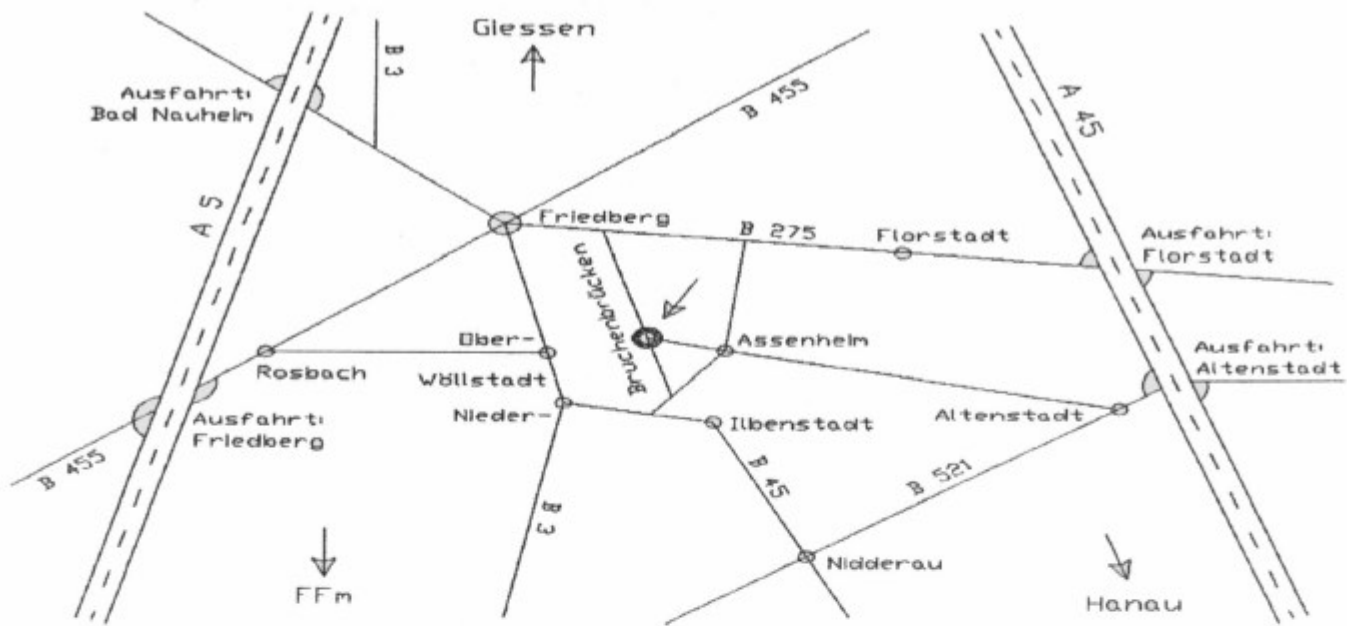 Giessen
B 3
Ausfahrt:
Bad Nauheim
B 455
A 45
A 5
Friedberg
B 275
Florstadt
Ausfahrt:
Florstadt
Bruchenbrücken
Ober-
Wöllstadt
Nieder-
Assenheim
Rosbach
Ausfahrt:
Altenstadt
Ausfahrt:
Friedberg
Ilbenstadt
Altenstadt
B 455
B 3
B 45
B 521
Nidderau
FFm
Hanau